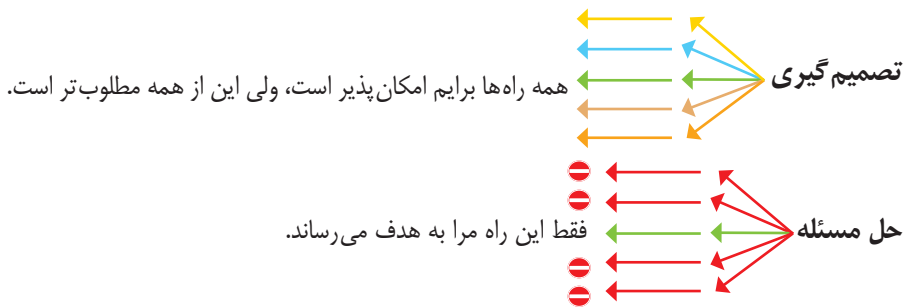 تصمیم‌گیری
همه راه‌ها برایم امکان‌پذیر است، ولی این از همه مطلوب‌تر است.
حل مسئله
فقط این راه مرا به هدف می‌رساند.